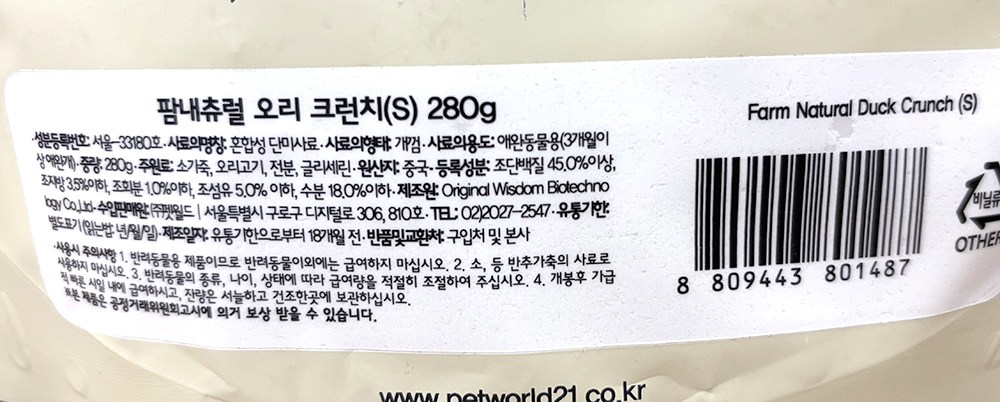 팜내츄럴 오리 크런치(S) 280g
·성분등록번호: 서울-33180호·사료의명칭: 혼합성 단미사료·사료의형태: 개껌·사료의용도: 애완동물용(3개월이
상애완개)·중량: 280g·주원료: 소가죽, 오리고기, 전분, 글리세린·원산지: 중국·등록성분: 조단백질 45.0%이상,
조지방 3.5%이하, 조회분 1.0%이하, 조섬유 5.0% 이하, 수분 18.0%이하·제조원: Original Wisdom Biotechno
logy Co.,Ltd·수입판매원: ㈜펫월드 | 서울특별시 구로구 디지털로 306, 810호·TEL: 02)2027-2547·유통기한:
별도표기 (읽는법: 년/월/일)·제조일자: 유통기한으로부터 18개월 전·반품및교환처: 구입처 및 본사
·사용시 주의사항 1. 반려동물용 제품이므로 반려동물이외에는 급여하지 마십시오. 2. 소, 등 반추가축의 사료로
사용하지 마십시오. 3. 반려동물의 종류, 나이, 상태에 따라 급여량을 적절히 조절하여 주십시오. 4. 개봉후 가급
적 빠른 시일 내에 급여하시고, 잔량은 서늘하고 건조한곳에 보관하십시오.
·본 제품은 공정거래위원회고시에 의거 보상 받을 수 있습니다.
Farm Natural Duck Crunch (S)
8 809443 801487
비닐류
OTHER
www.petworld21.co.kr